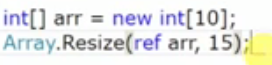 int[] arr = new int[10];
Array.Resize(ref arr, 15);